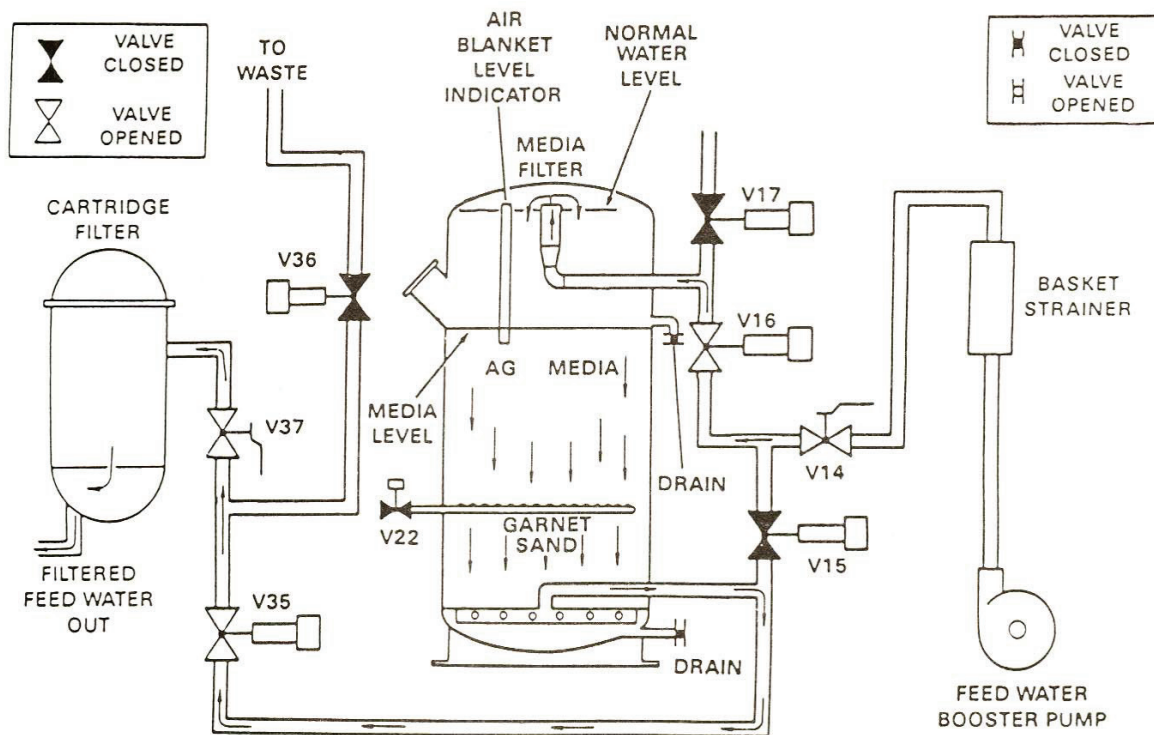 VALVE
CLOSED
VALVE
OPENED
TO
WASTE
AIR
BLANKET
LEVEL
INDICATOR
NORMAL
WATER
LEVEL
VALVE
CLOSED
VALVE
OPENED
MEDIA
FILTER
CARTRIDGE
FILTER
V36
V17
BASKET
STRAINER
V16
AG MEDIA
MEDIA
LEVEL
V37
V14
DRAIN
V22
GARNET
SAND
V15
FILTERED
FEED WATER
OUT
V35
DRAIN
FEED WATER
BOOSTER PUMP